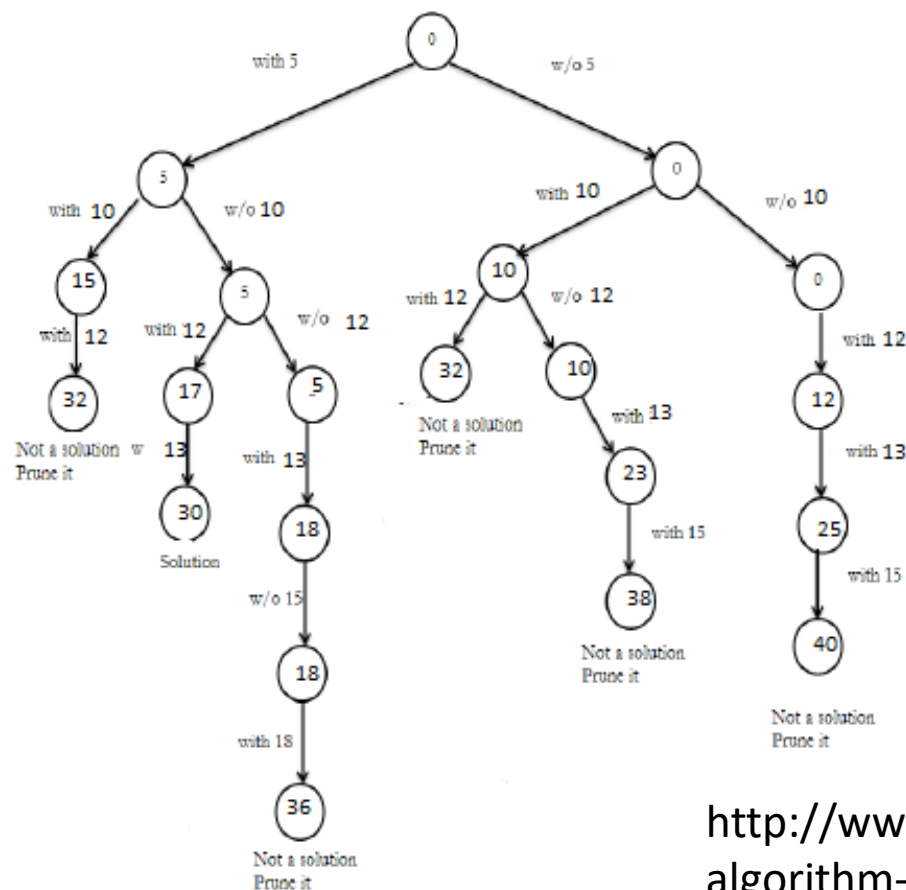 0
with 5
w/o 5
5
0
with 10
w/o 10
with 10
w/o 10
15
5
10
0
with 12
with 12
w/o 12
with 12
w/o 12
with 12
32
17
5
32
10
12
Not a solution
Prune it
w 13
with 13
Not a solution
Prune it
with 13
with 13
30
18
23
25
Solution
w/o 15
with 15
with 15
18
38
40
Not a solution
Prune it
Not a solution
Prune it
with 18
36
Not a solution
Prune it
http://ww
algorithm-